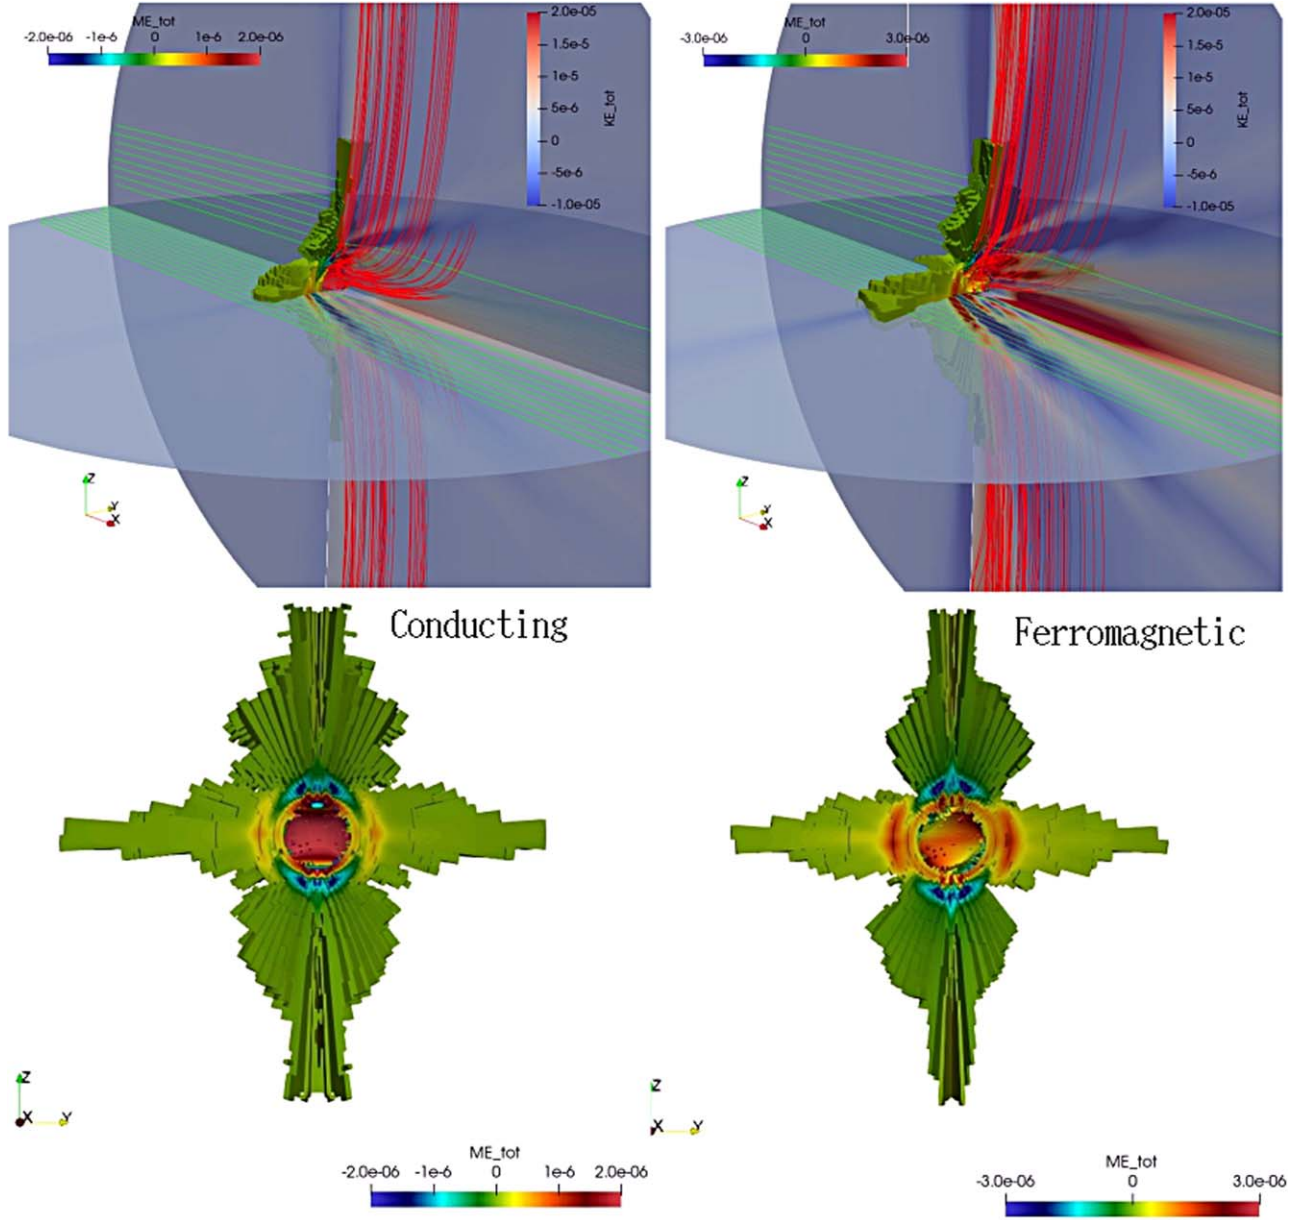 ME_tot
-2.0e-06 -1e-6 0 1e-6 2.0e-06
2.0e-05
1.5e-5
1e-5
5e-6
0
-5e-6
-1.0e-05
KE_tot
Z
Y
X
ME_tot
-3.0e-06 0 3.0e-06
2.0e-05
1.5e-5
1e-5
5e-6
0
-5e-6
-1.0e-05
KE_tot
Z
Y
X
Conducting
Z
X Y
ME_tot
-2.0e-06 -1e-6 0 1e-6 2.0e-06
Ferromagnetic
Z
X Y
ME_tot
-3.0e-06 0 3.0e-06